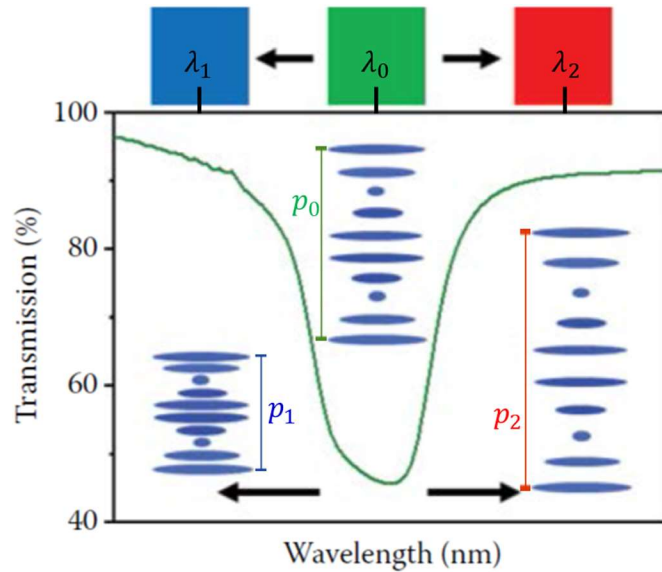 λ₁ λ₀ λ₂
100
80
60
40
Transmission (%)
p₀
p₁
p₂
Wavelength (nm)